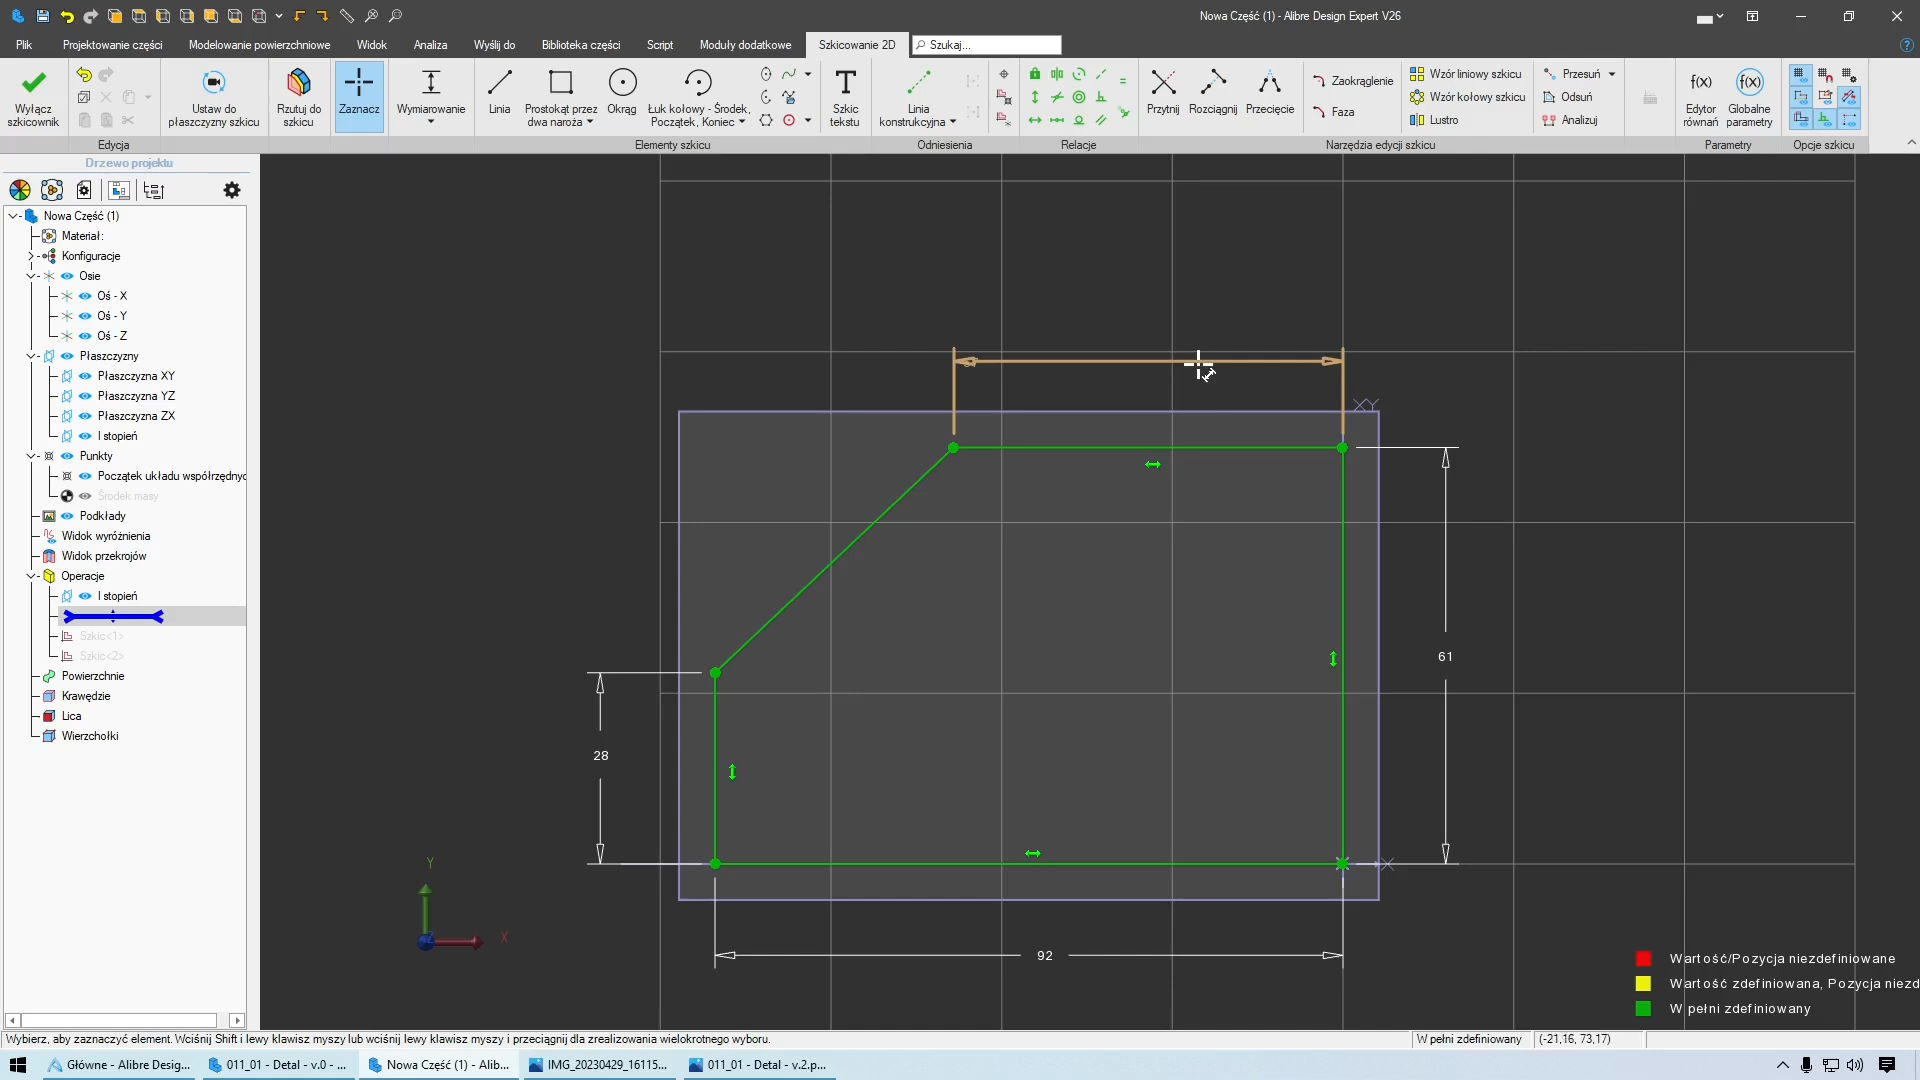 Nowa Część (1) - Alibre Design Expert V26
Plik
Projektowanie części
Modelowanie powierzchniowe
Widok
Analiza
Wyślij do
Biblioteka części
Script
Moduły dodatkowe
Szkicowanie 2D
Szukaj...
Wyłącz szkicownik
Ustaw do płaszczyzny szkicu
Rzutuj do szkicu
Zaznacz
Wymiarowanie
Linia
Prostokąt przez dwa naroża
Okrąg
Łuk kołowy - Środek, Początek, Koniec
Szkic tekstu
Linia konstrukcyjna
Przytnij
Rozciągnij
Przecięcie
Zaokrąglenie
Faza
Wzór liniowy szkicu
Wzór kołowy szkicu
Lustro
Przesuń
Odsuń
Analizuj
f(x)
Edytor równań
f(x)
Globalne parametry
Edycja
Elementy szkicu
Odniesienia
Relacje
Narzędzia edycji szkicu
Parametry
Opcje szkicu
Drzewo projektu
Nowa Część (1)
Materiał:
Konfiguracje
Osie
Oś - X
Oś - Y
Oś - Z
Płaszczyzny
Płaszczyzna XY
Płaszczyzna YZ
Płaszczyzna ZX
I stopień
Punkty
Początek układu współrzędnyc
Środek masy
Podkłady
Widok wyróżnienia
Widok przekrojów
Operacje
I stopień
Szkic<1>
Szkic<2>
Powierzchnie
Krawędzie
Lica
Wierzchołki
XY
61
28
92
X
Y
X
Wartość/Pozycja niezdefiniowane
Wartość zdefiniowana, Pozycja niezd
W pełni zdefiniowany
Wybierz, aby zaznaczyć element. Wciśnij Shift i lewy klawisz myszy lub wciśnij lewy klawisz myszy i przeciągnij dla zrealizowania wielokrotnego wyboru.
W pełni zdefiniowany
(-21,16, 73,17)
Główne - Alibre Desig...
011_01 - Detal - v.0 - ...
Nowa Część (1) - Alib...
IMG_20230429_16115...
011_01 - Detal - v.2.p...